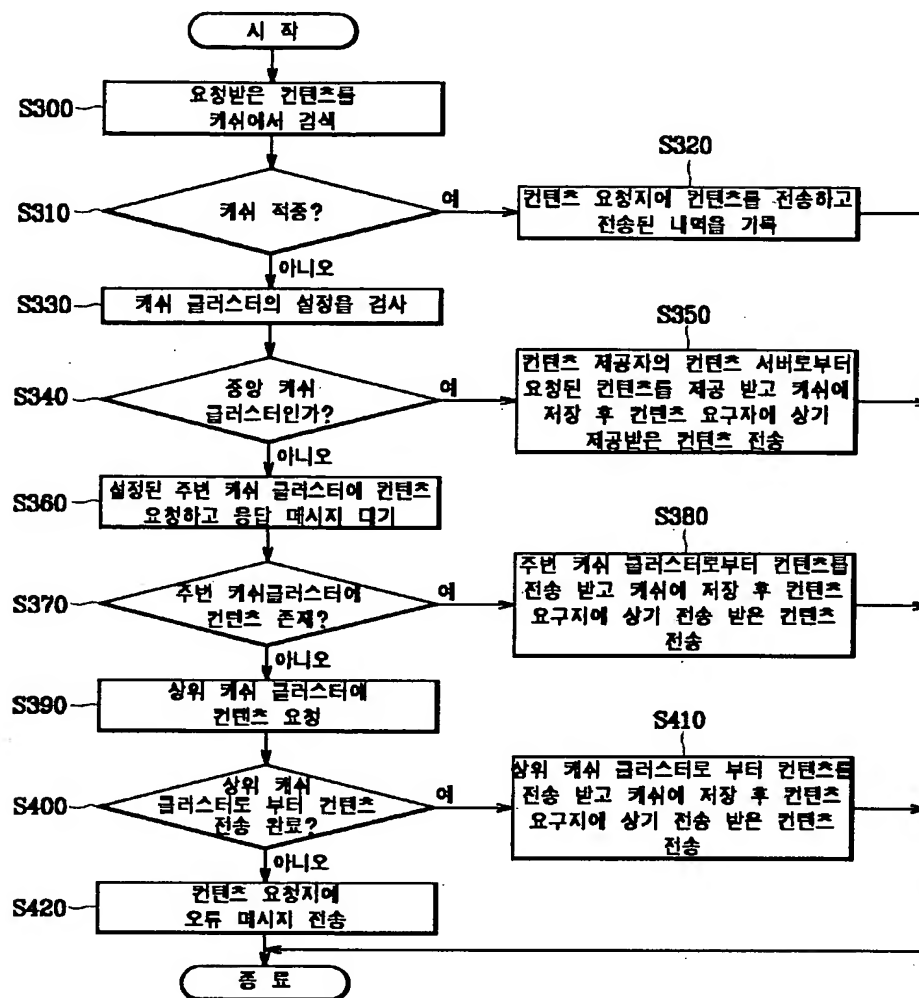 시 작
S300
요청받은 컨텐츠를
캐쉬에서 검색
S310
캐쉬 적중?
예
S320
컨텐츠 요청지에 컨텐츠를 전송하고
전송된 내역을 기록
아니오
S330
캐쉬 클러스터의 설정을 검사
S340
중앙 캐쉬
클러스터인가?
예
S350
컨텐츠 제공자의 컨텐츠 서버로부터
요청된 컨텐츠를 제공 받고 캐쉬에
저장 후 컨텐츠 요구자에 상기
제공받은 컨텐츠 전송
아니오
S360
설정된 주변 캐쉬 클러스터에 컨텐츠
요청하고 응답 메시지 대기
S370
주변 캐쉬클러스터에
컨텐츠 존재?
예
S380
주변 캐쉬 클러스터로부터 컨텐츠를
전송 받고 캐쉬에 저장 후 컨텐츠
요구지에 상기 전송 받은 컨텐츠
전송
아니오
S390
상위 캐쉬 클러스터에
컨텐츠 요청
S400
상위 캐쉬
클러스터로 부터 컨텐츠
전송 완료?
예
S410
상위 캐쉬 클러스터로 부터 컨텐츠를
전송 받고 캐쉬에 저장 후 컨텐츠
요구지에 상기 전송 받은 컨텐츠
전송
아니오
S420
컨텐츠 요청지에
오류 메시지 전송
종 료